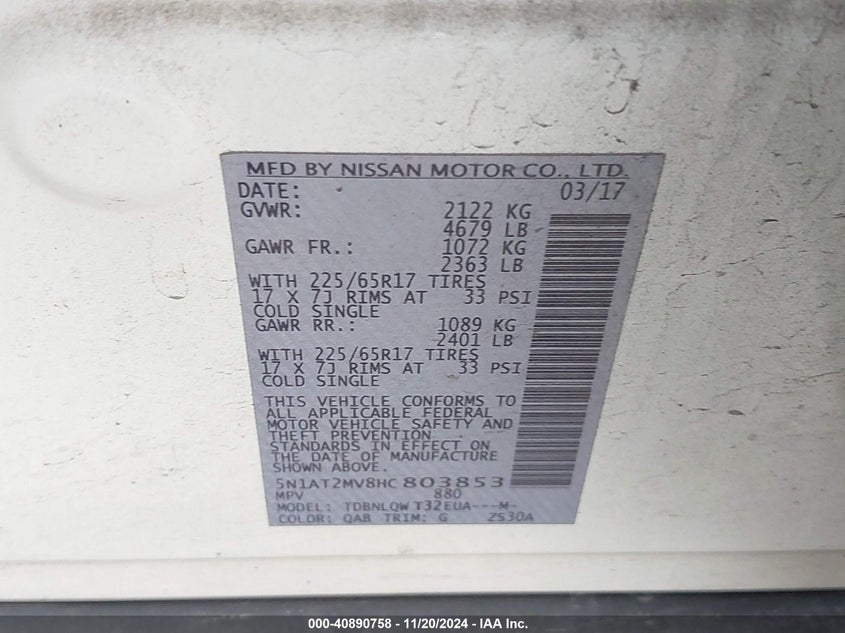 MFD BY NISSAN MOTOR CO., LTD.
DATE: 03/17
GVWR: 2122 KG
4679 LB
GAWR FR.: 1072 KG
2363 LB
WITH 225/65R17 TIRES
17 X 7J RIMS AT 33 PSI
COLD SINGLE
GAWR RR.: 1089 KG
2401 LB
WITH 225/65R17 TIRES
17 X 7J RIMS AT 33 PSI
COLD SINGLE
THIS VEHICLE CONFORMS TO
ALL APPLICABLE FEDERAL
MOTOR VEHICLE SAFETY AND
THEFT PREVENTION
STANDARDS IN EFFECT ON
THE DATE OF MANUFACTURE
SHOWN ABOVE.
5N1AT2MV8HC803853
MPV 880
MODEL: TDBNLQW T32EUA---M-
COLOR: QAB TRIM: G ZS30A
000-40890758 - 11/20/2024 - IAA Inc.